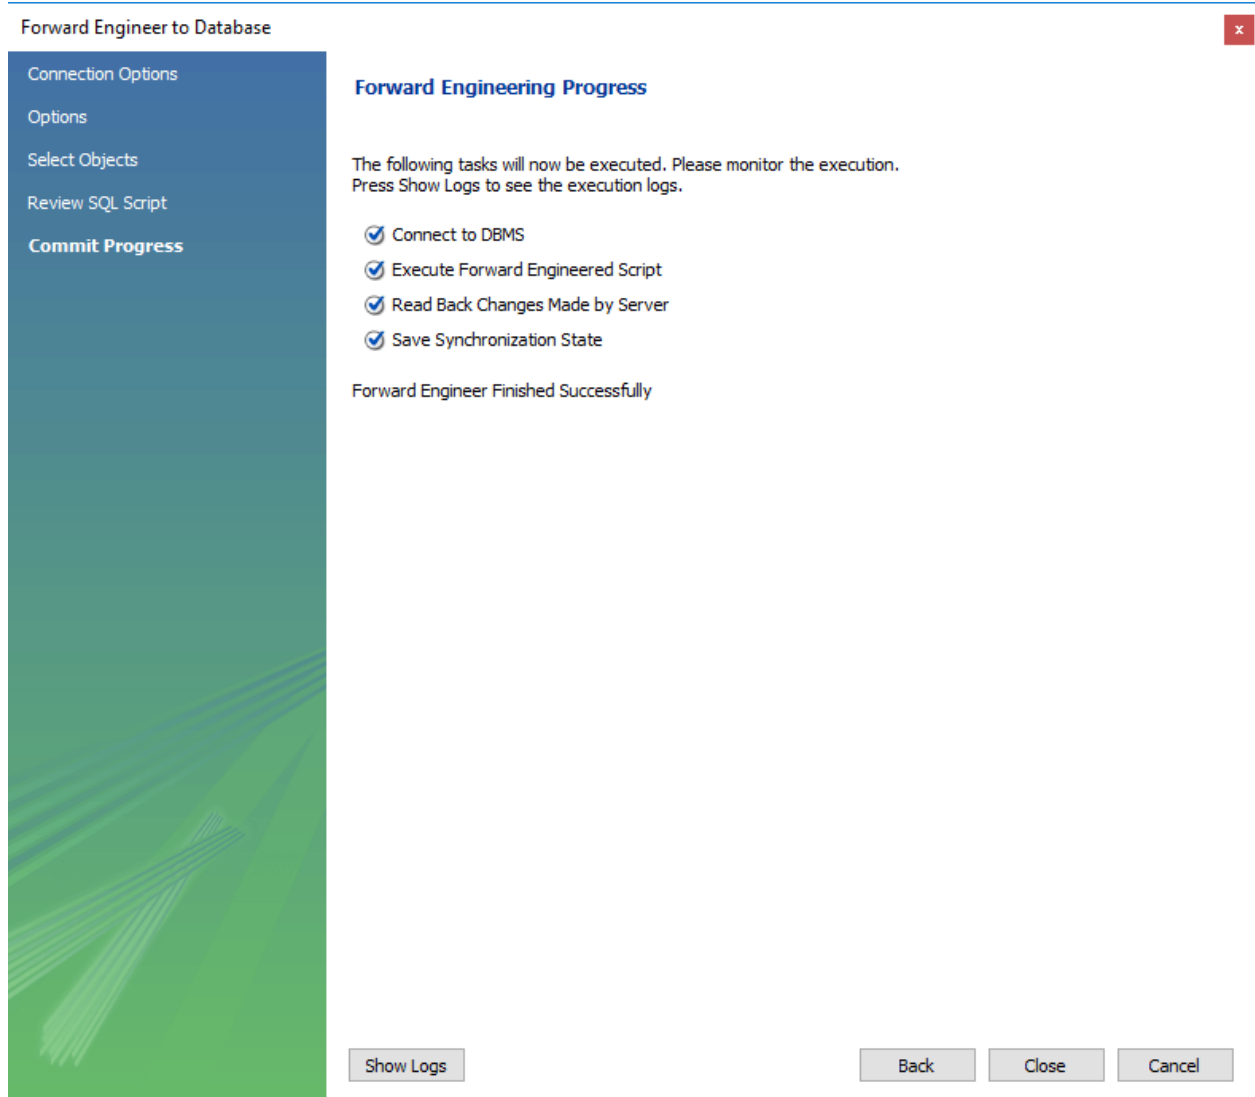 Forward Engineer to Database
x
Connection Options
Options
Select Objects
Review SQL Script
Commit Progress
Forward Engineering Progress
The following tasks will now be executed. Please monitor the execution.
Press Show Logs to see the execution logs.
Connect to DBMS
Execute Forward Engineered Script
Read Back Changes Made by Server
Save Synchronization State
Forward Engineer Finished Successfully
Show Logs
Back
Close
Cancel